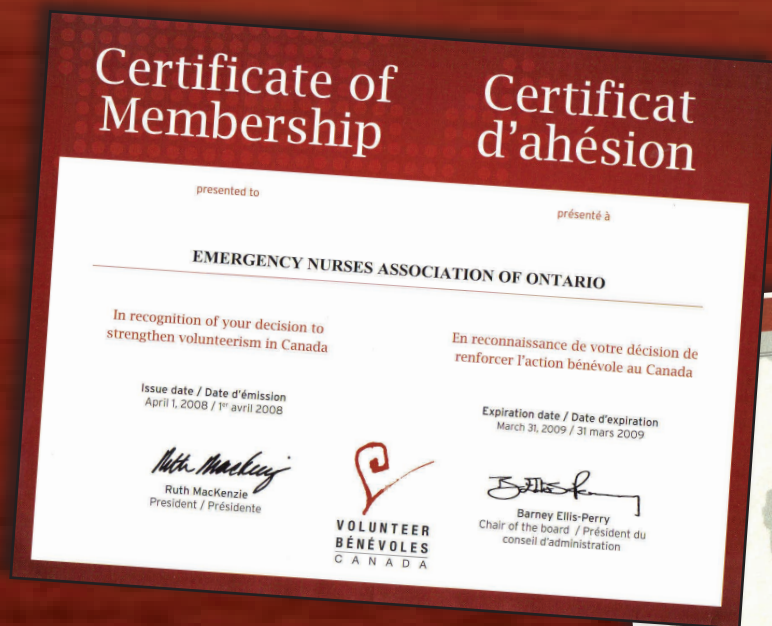 Certificate of
Membership
Certificat
d'ahésion
presented to
présenté à
EMERGENCY NURSES ASSOCIATION OF ONTARIO
In recognition of your decision to
strengthen volunteerism in Canada
En reconnaissance de votre décision de
renforcer l'action bénévole au Canada
Issue date / Date d'émission
April 1, 2008 / 1er avril 2008
Expiration date / Date d'expiration
March 31, 2009 / 31 mars 2009
Ruth MacKenzie
Ruth MacKenzie
President / Présidente
VOLUNTEER
BÉNÉVOLES
CANADA
Barney Ellis-Perry
Chair of the board / Président du
conseil d'administration